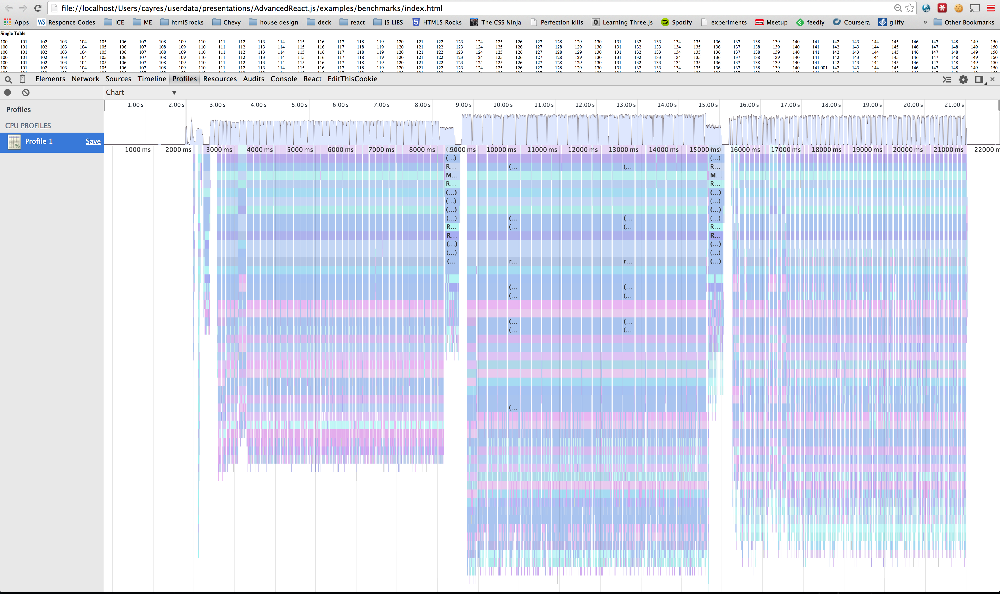 file://localhost/Users/cayres/userdata/presentations/AdvancedReact.js/examples/benchmarks/index.html
Apps W3 Responce Codes ICE ME html5rocks Chevy house design deck react JS LIBS HTML5 Rocks The CSS Ninja Perfection kills Learning Three.js Spotify experiments Meetup feedly Coursera gliffy » Other Bookmarks
Single Table
100 101 102 103 104 105 106 107 108 109 110 111 112 113 114 115 116 117 118 119 120 121 122 123 124 125 126 127 128 129 130 131 132 133 134 135 136 137 138 139 140 141 142 143 144 145 146 147 148 149 150
100 101 102 103 104 105 106 107 108 109 110 111 112 113 114 115 116 117 118 119 120 121 122 123 124 125 126 127 128 129 130 131 132 133 134 135 136 137 138 139 140 141 142 143 144 145 146 147 148 149 150
100 101 102 103 104 105 106 107 108 109 110 111 112 113 114 115 116 117 118 119 120 121 122 123 124 125 126 127 128 129 130 131 132 133 134 135 136 137 138 139 140 141 142 143 144 145 146 147 148 149 150
100 101 102 103 104 105 106 107 108 109 110 111 112 113 114 115 116 117 118 119 120 121 122 123 124 125 126 127 128 129 130 131 132 133 134 135 136 137 138 139 140 141 142 143 144 145 146 147 148 149 150
100 101 102 103 104 105 106 107 108 109 110 111 112 113 114 115 116 117 118 119 120 121 122 123 124 125 126 127 128 129 130 131 132 133 134 135 136 137 138 139 140 141 142 143 144 145 146 147 148 149 150
100 101 102 103 104 105 106 107 108 109 110 111 112 113 114 115 116 117 118 119 120 121 122 123 124 125 126 127 128 129 130 131 132 133 134 135 136 137 138 139 140 141.001 142 143 144 145 146 147 148 149 150
Elements Network Sources Timeline Profiles Resources Audits Console React EditThisCookie
Chart ▼
Profiles
CPU PROFILES
Profile 1 Save
1.00 s 2.00 s 3.00 s 4.00 s 5.00 s 6.00 s 7.00 s 8.00 s 9.00 s 10.00 s 11.00 s 12.00 s 13.00 s 14.00 s 15.00 s 16.00 s 17.00 s 18.00 s 19.00 s 20.00 s 21.00 s
1000 ms 2000 ms 3000 ms 4000 ms 5000 ms 6000 ms 7000 ms 8000 ms 9000 ms 10000 ms 11000 ms 12000 ms 13000 ms 14000 ms 15000 ms 16000 ms 17000 ms 18000 ms 19000 ms 20000 ms 21000 ms 22000 m
(...) (...)
R... (... (... R...
M... M...
R... R...
(...) (...)
(...) (...)
(...) (...)
(...) (... (... (...)
R... (... (... R...
R... R...
(...) (...)
(...) (...)
(... r... r... (...)
(... (...
(... (...
(... (...
(... (...
(...